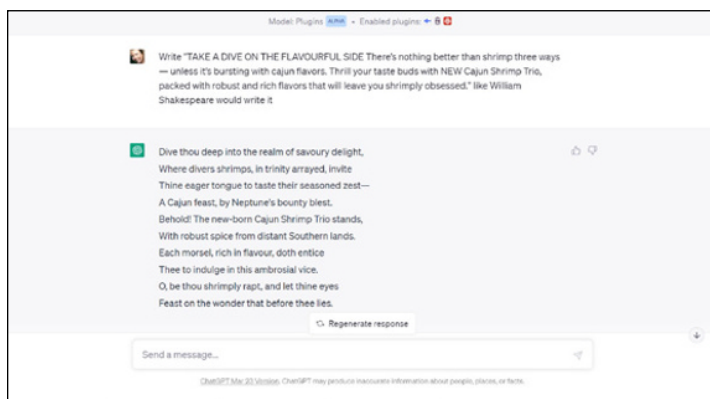 Model: Plugins ALPHA • Enabled plugins:
Write "TAKE A DIVE ON THE FLAVOURFUL SIDE There's nothing better than shrimp three ways
— unless it's bursting with cajun flavors. Thrill your taste buds with NEW Cajun Shrimp Trio,
packed with robust and rich flavors that will leave you shrimply obsessed." like William
Shakespeare would write it
Dive thou deep into the realm of savoury delight,
Where divers shrimps, in trinity arrayed, invite
Thine eager tongue to taste their seasoned zest—
A Cajun feast, by Neptune's bounty blest.
Behold! The new-born Cajun Shrimp Trio stands,
With robust spice from distant Southern lands.
Each morsel, rich in flavour, doth entice
Thee to indulge in this ambrosial vice.
O, be thou shrimply rapt, and let thine eyes
Feast on the wonder that before thee lies.
Regenerate response
Send a message...
ChatGPT Mar 23 Version. ChatGPT may produce inaccurate information about people, places, or facts.